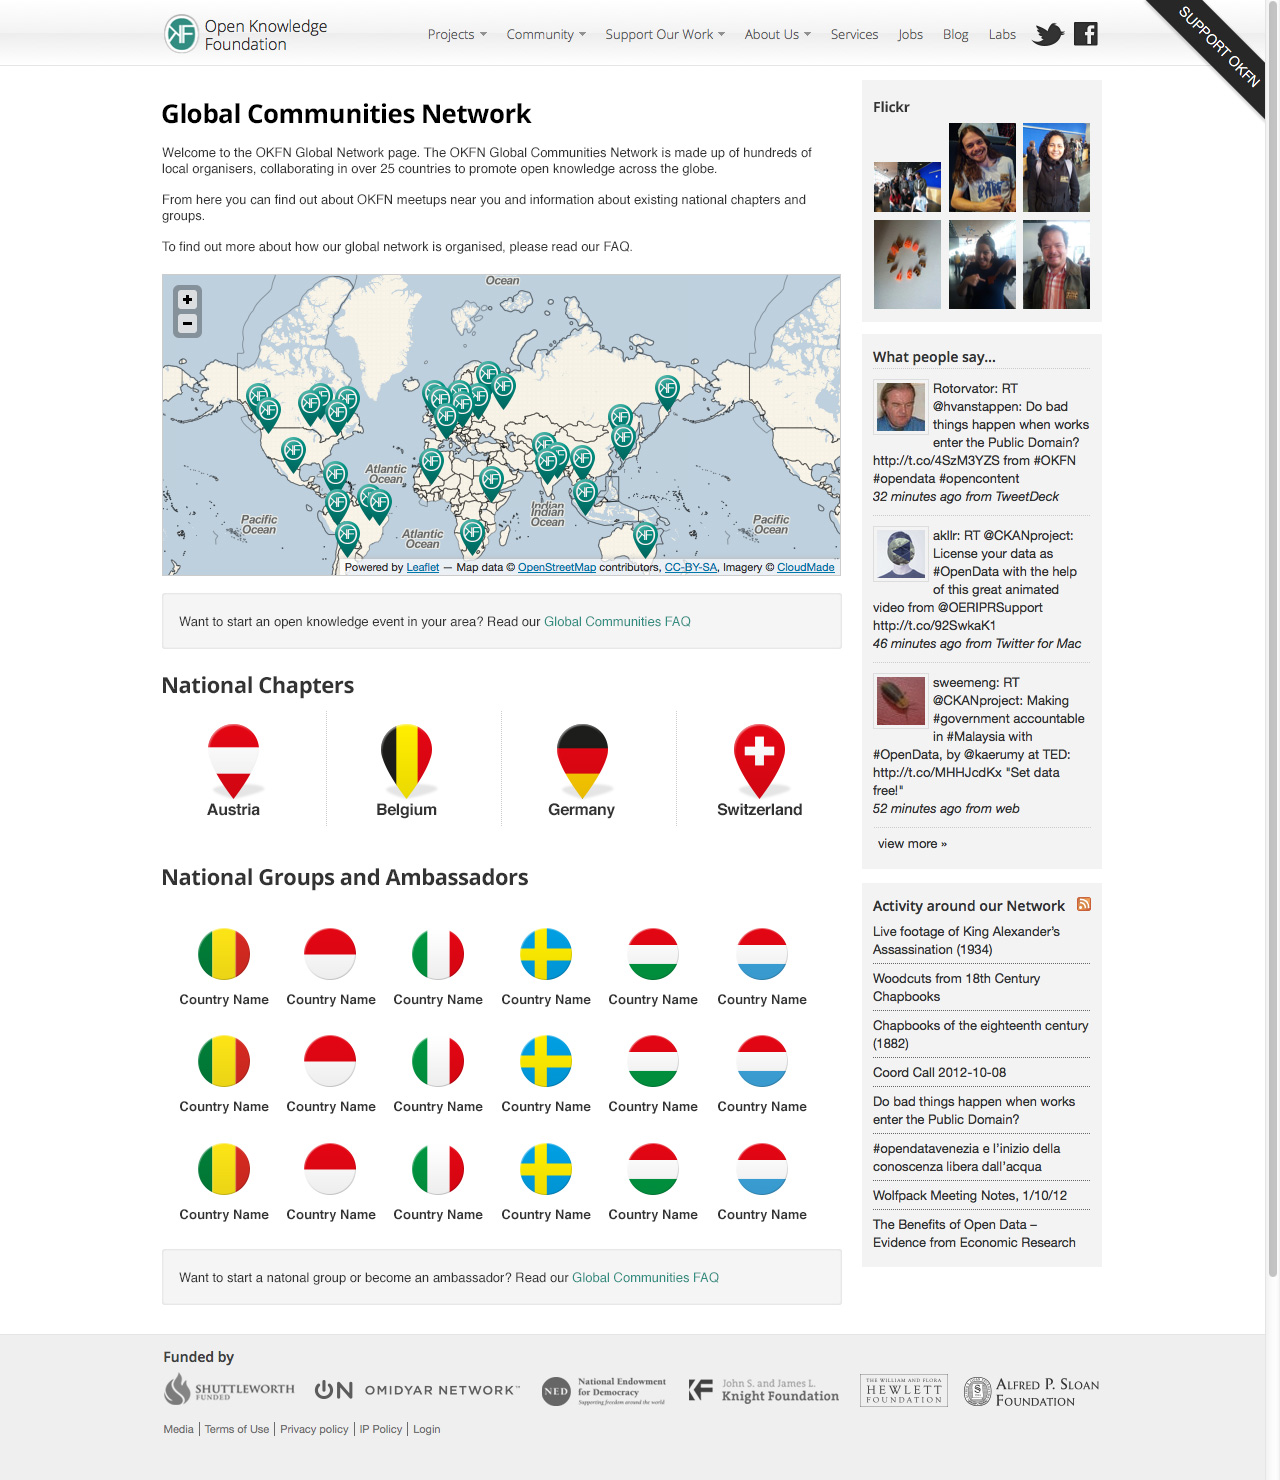 Open Knowledge
Foundation
Projects
Community
Support Our Work
About Us
Services
Jobs
Blog
Labs
SUPPORT OKFN
Global Communities Network
Welcome to the OKFN Global Network page. The OKFN Global Communities Network is made up of hundreds of
local organisers, collaborating in over 25 countries to promote open knowledge across the globe.
From here you can find out about OKFN meetups near you and information about existing national chapters and
groups.
To find out more about how our global network is organised, please read our FAQ.
+
−
Ocean
Atlantic
Ocean
Indian
Indian
Ocean
Pacific
Ocean
Atlantic
Ocean
Pacific
Ocean
Powered by Leaflet — Map data © OpenStreetMap contributors, CC-BY-SA, Imagery © CloudMade
Want to start an open knowledge event in your area? Read our Global Communities FAQ
National Chapters
Austria
Belgium
Germany
Switzerland
National Groups and Ambassadors
Country Name Country Name Country Name Country Name Country Name Country Name
Country Name Country Name Country Name Country Name Country Name Country Name
Country Name Country Name Country Name Country Name Country Name Country Name
Want to start a natonal group or become an ambassador? Read our Global Communities FAQ
Flickr
What people say...
Rotorvator: RT
@hvanstappen: Do bad
things happen when works
enter the Public Domain?
http://t.co/4SzM3YZS from #OKFN
#opendata #opencontent
32 minutes ago from TweetDeck
akllr: RT @CKANproject:
License your data as
#OpenData with the help
of this great animated
video from @OERIPRSupport
http://t.co/92SwkaK1
46 minutes ago from Twitter for Mac
sweemeng: RT
@CKANproject: Making
#government accountable
in #Malaysia with
#OpenData, by @kaerumy at TED:
http://t.co/MHHJcdKx "Set data
free!"
52 minutes ago from web
view more »
Activity around our Network
Live footage of King Alexander’s
Assassination (1934)
Woodcuts from 18th Century
Chapbooks
Chapbooks of the eighteenth century
(1882)
Coord Call 2012-10-08
Do bad things happen when works
enter the Public Domain?
#opendatavenezia e l’inizio della
conoscenza libera dall’acqua
Wolfpack Meeting Notes, 1/10/12
The Benefits of Open Data –
Evidence from Economic Research
Funded by
SHUTTLEWORTH
FUNDED
OMIDYAR NETWORK™
NED
National Endowment
for Democracy
Supporting freedom around the world
John S. and James L.
Knight Foundation
THE WILLIAM AND FLORA
HEWLETT
FOUNDATION
ALFRED P. SLOAN
FOUNDATION
Media | Terms of Use | Privacy policy | IP Policy | Login